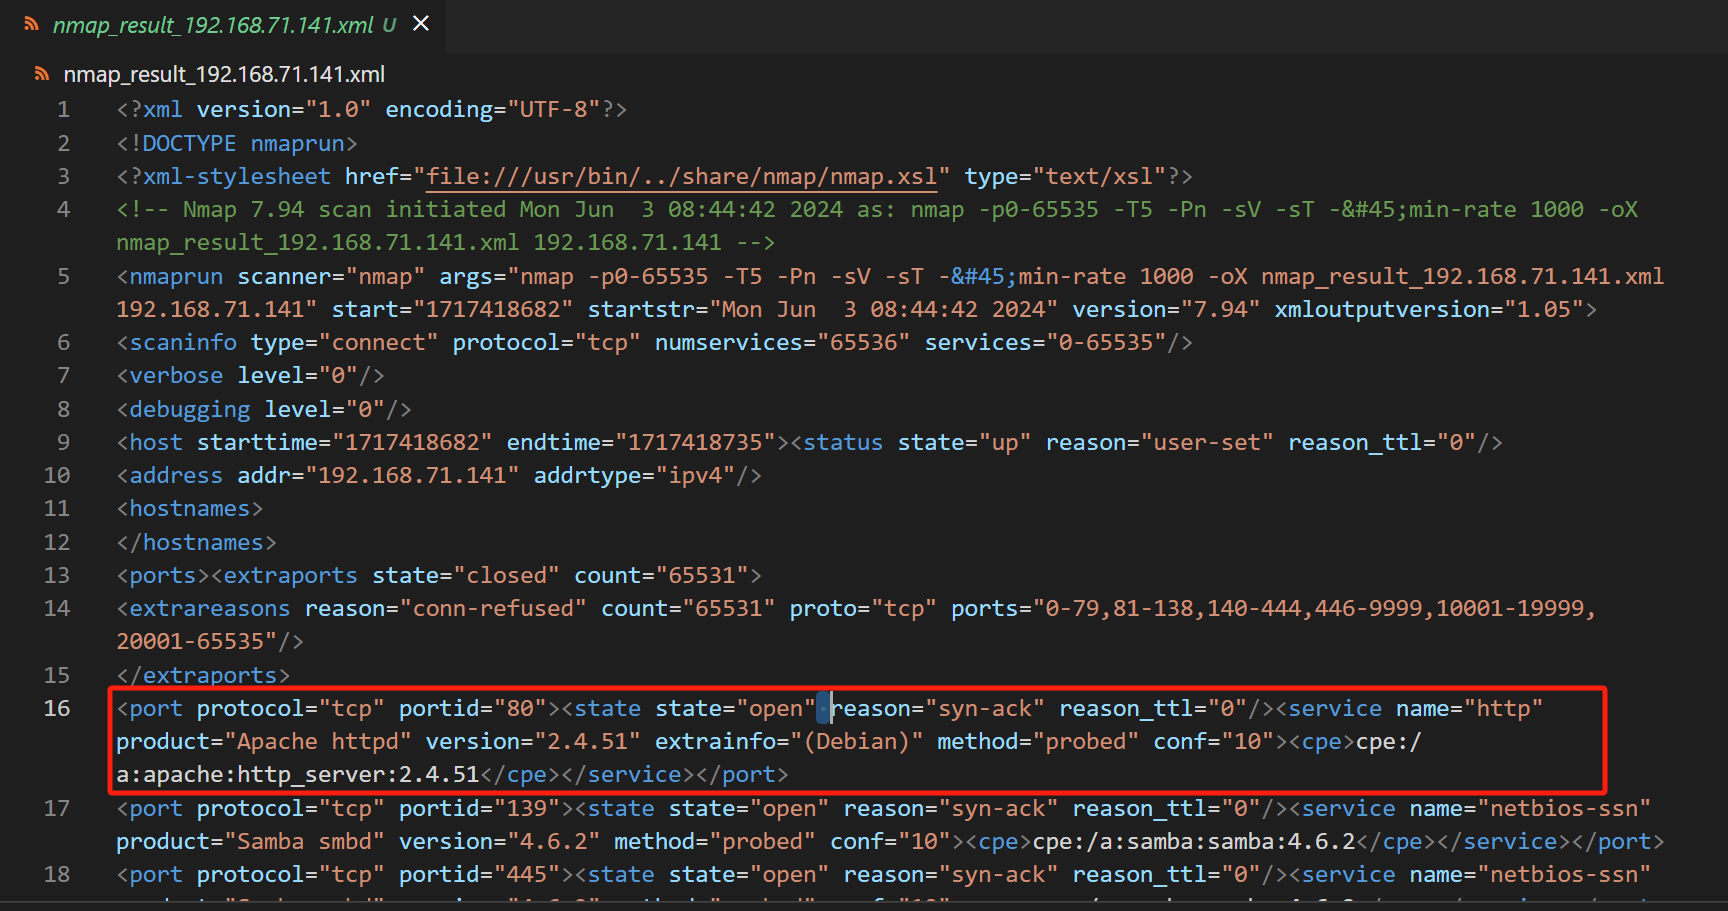 nmap_result_192.168.71.141.xml U
nmap_result_192.168.71.141.xml
1 <?xml version="1.0" encoding="UTF-8"?>
2 <!DOCTYPE nmaprun>
3 <?xml-stylesheet href="file:///usr/bin/../share/nmap/nmap.xsl" type="text/xsl"?>
4 <!-- Nmap 7.94 scan initiated Mon Jun  3 08:44:42 2024 as: nmap -p0-65535 -T5 -Pn -sV -sT -&#45;min-rate 1000 -oX
nmap_result_192.168.71.141.xml 192.168.71.141 -->
5 <nmaprun scanner="nmap" args="nmap -p0-65535 -T5 -Pn -sV -sT -&#45;min-rate 1000 -oX nmap_result_192.168.71.141.xml
192.168.71.141" start="1717418682" startstr="Mon Jun  3 08:44:42 2024" version="7.94" xmloutputversion="1.05">
6 <scaninfo type="connect" protocol="tcp" numservices="65536" services="0-65535"/>
7 <verbose level="0"/>
8 <debugging level="0"/>
9 <host starttime="1717418682" endtime="1717418735"><status state="up" reason="user-set" reason_ttl="0"/>
10 <address addr="192.168.71.141" addrtype="ipv4"/>
11 <hostnames>
12 </hostnames>
13 <ports><extraports state="closed" count="65531">
14 <extrareasons reason="conn-refused" count="65531" proto="tcp" ports="0-79,81-138,140-444,446-9999,10001-19999,
20001-65535"/>
15 </extraports>
16 <port protocol="tcp" portid="80"><state state="open" reason="syn-ack" reason_ttl="0"/><service name="http"
product="Apache httpd" version="2.4.51" extrainfo="(Debian)" method="probed" conf="10"><cpe>cpe:/
a:apache:http_server:2.4.51</cpe></service></port>
17 <port protocol="tcp" portid="139"><state state="open" reason="syn-ack" reason_ttl="0"/><service name="netbios-ssn"
product="Samba smbd" version="4.6.2" method="probed" conf="10"><cpe>cpe:/a:samba:samba:4.6.2</cpe></service></port>
18 <port protocol="tcp" portid="445"><state state="open" reason="syn-ack" reason_ttl="0"/><service name="netbios-ssn"